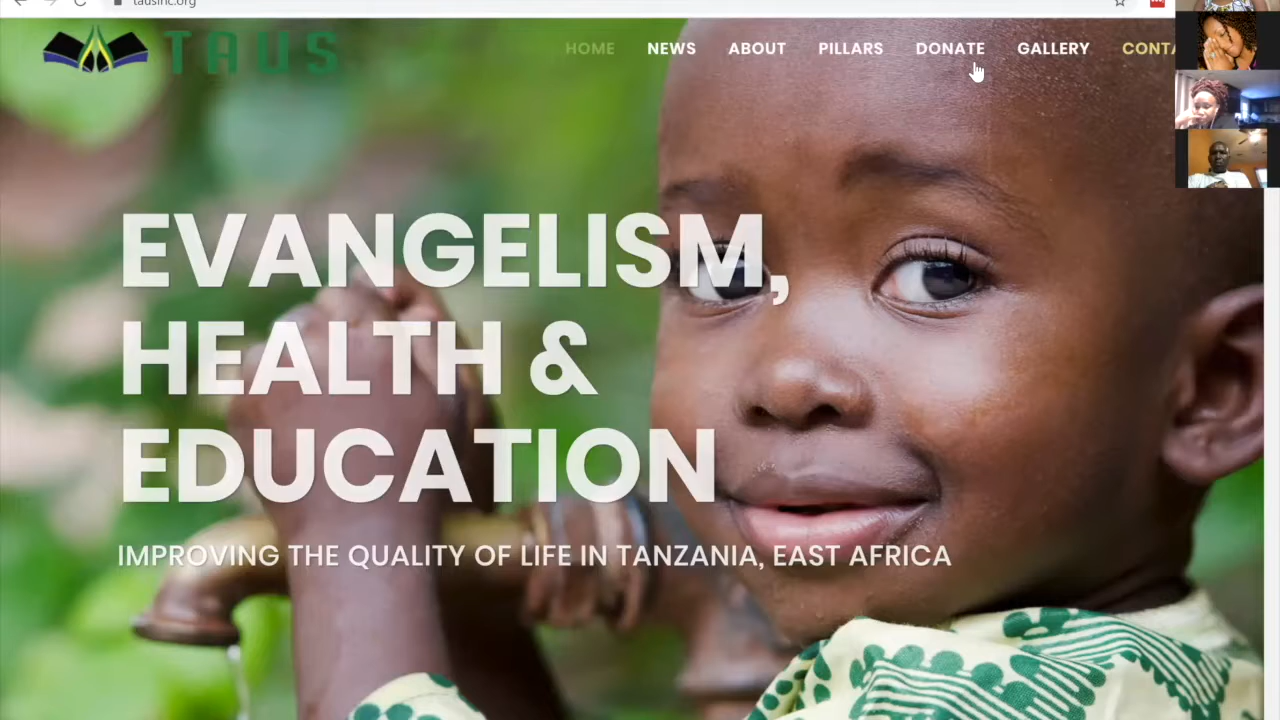 tausinc.org
TAUS
HOME NEWS ABOUT PILLARS DONATE GALLERY CONTA
EVANGELISM,
HEALTH &
EDUCATION
IMPROVING THE QUALITY OF LIFE IN TANZANIA, EAST AFRICA